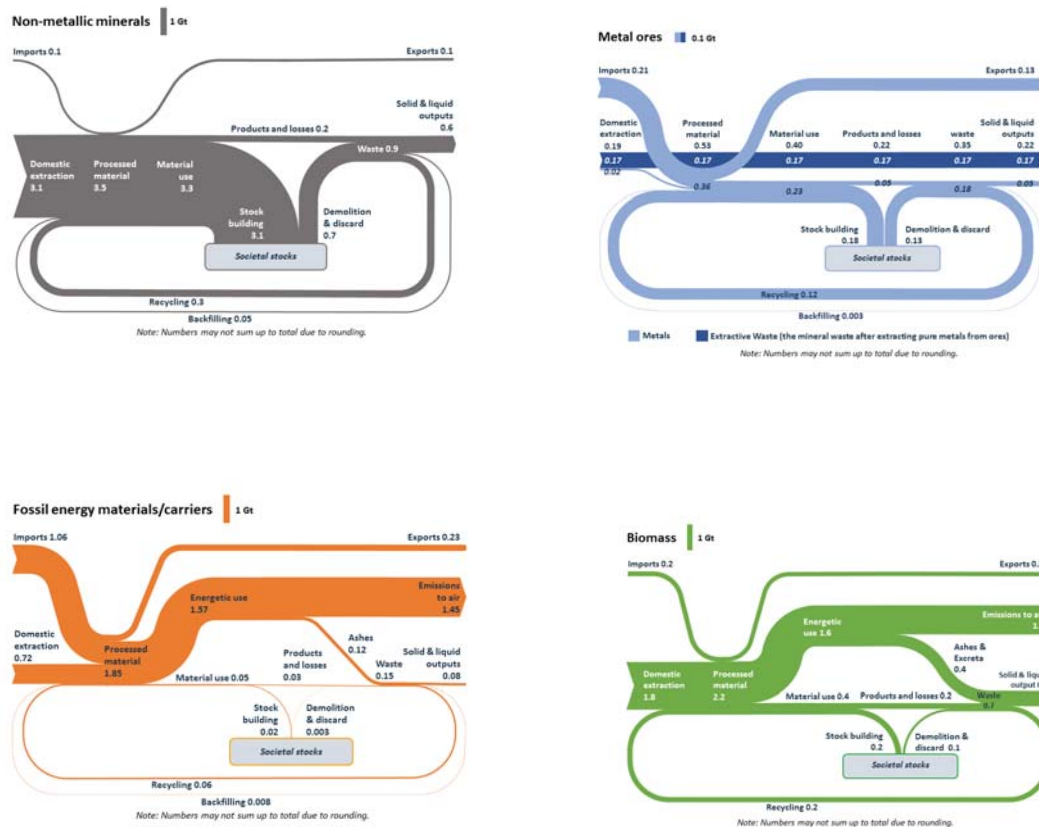 Non-metallic minerals 1 Gt
Imports 0.1
Exports 0.1
Solid & liquid
outputs
0.6
Products and losses 0.2
Waste 0.9
Domestic
extraction
3.1
Processed
material
3.5
Material
use
3.3
Stock
building
3.1
Demolition
& discard
0.7
Societal stocks
Recycling 0.3
Backfilling 0.05
Note: Numbers may not sum up to total due to rounding.
Metal ores 0.1 Gt
Imports 0.21
Exports 0.13
Domestic
extraction
0.19
Processed
material
0.53
Material use
0.40
Products and losses
0.22
waste
0.35
Solid & liquid
outputs
0.22
0.17 0.17 0.17 0.17 0.17 0.17
0.02
0.36
0.23
0.05
0.18
0.05
Stock building
0.18
Demolition & discard
0.13
Societal stocks
Recycling 0.12
Backfilling 0.003
Metals Extractive Waste (the mineral waste after extracting pure metals from ores)
Note: Numbers may not sum up to total due to rounding.
Fossil energy materials/carriers 1 Gt
Imports 1.06
Exports 0.23
Energetic use
1.57
Emissions
to air
1.45
Domestic
extraction
0.72
Processed
material
1.85
Ashes
0.12
Products
and losses
0.03
Waste
0.15
Solid & liquid
outputs
0.08
Material use 0.05
Stock
building
0.02
Demolition
& discard
0.003
Societal stocks
Recycling 0.06
Backfilling 0.008
Note: Numbers may not sum up to total due to rounding.
Biomass 1 Gt
Imports 0.2
Exports 0.
Energetic
use 1.6
Emissions to a
1.
Ashes &
Excreta
0.4
Domestic
extraction
1.8
Processed
material
2.2
Solid & liqu
output
Material use 0.4
Products and losses 0.2
Waste
0.7
Stock building
0.2
Demolition &
discard 0.1
Societal stocks
Recycling 0.2
Note: Numbers may not sum up to total due to rounding.